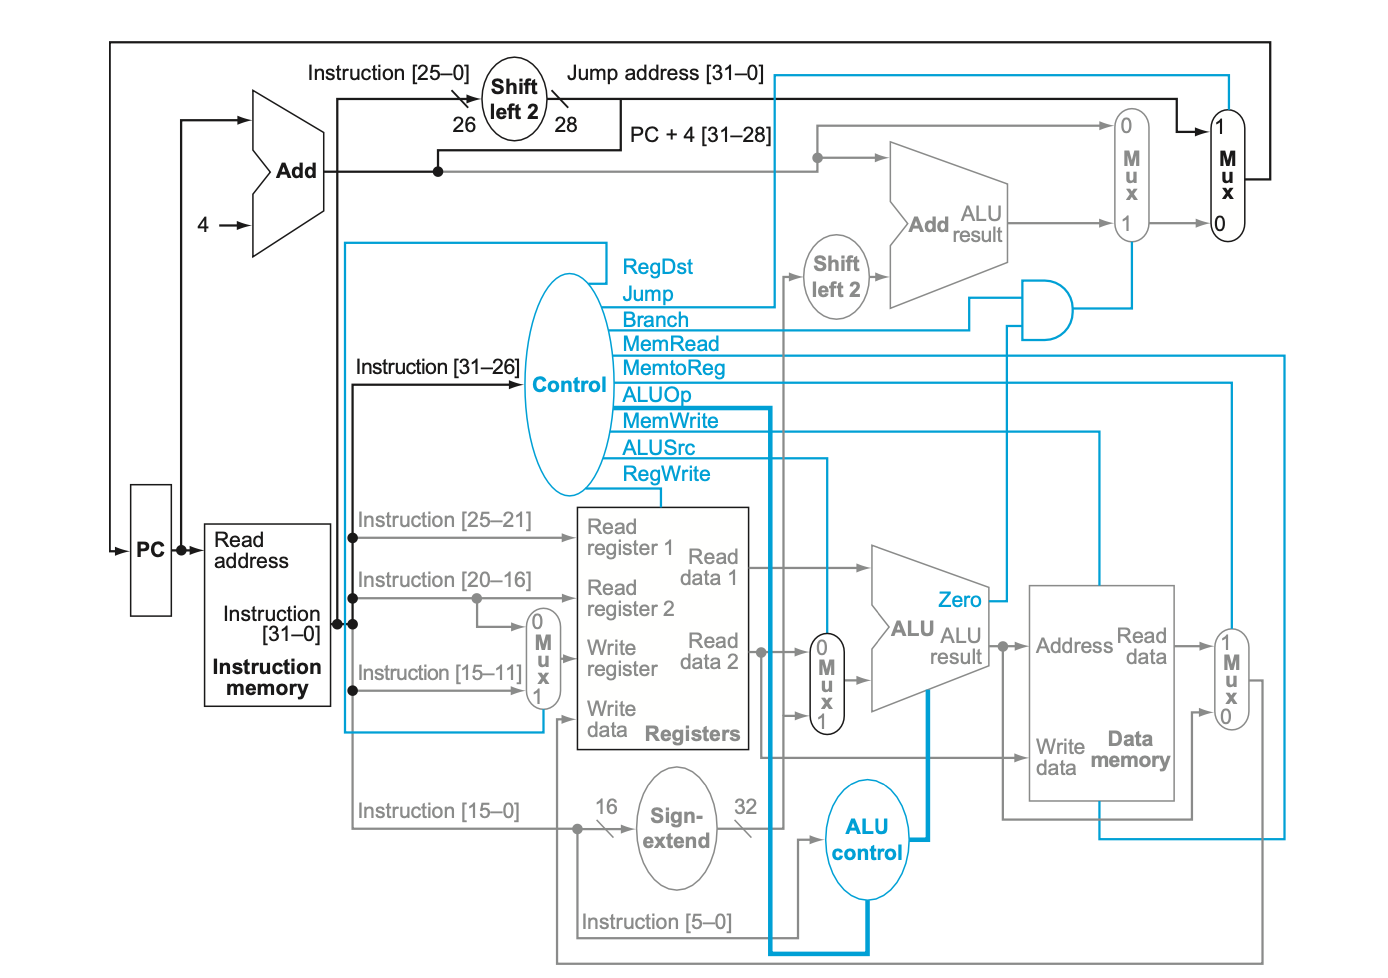 Instruction [25–0]
Shift
left 2
Jump address [31–0]
26
28
PC + 4 [31–28]
Add
4
0
M
u
x
1
1
M
u
x
0
Add
ALU
result
Shift
left 2
RegDst
Jump
Branch
MemRead
MemtoReg
ALUOp
MemWrite
ALUSrc
RegWrite
Instruction [31–26]
Control
PC
Read
address
Instruction
[31–0]
Instruction
memory
Instruction [25–21]
Instruction [20–16]
Instruction [15–11]
0
M
u
x
1
Read
register 1
Read
register 2
Write
register
Write
data
Read
data 1
Read
data 2
Registers
0
M
u
x
1
Zero
ALU
ALU
result
Address
Read
data
Write
data
Data
memory
1
M
u
x
0
Instruction [15–0]
16
Sign-
extend
32
ALU
control
Instruction [5–0]